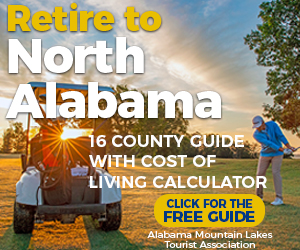 Retire to
North
Alabama
16 COUNTY GUIDE
WITH COST OF
LIVING CALCULATOR
CLICK FOR THE
FREE GUIDE
Alabama Mountain Lakes
Tourist Association